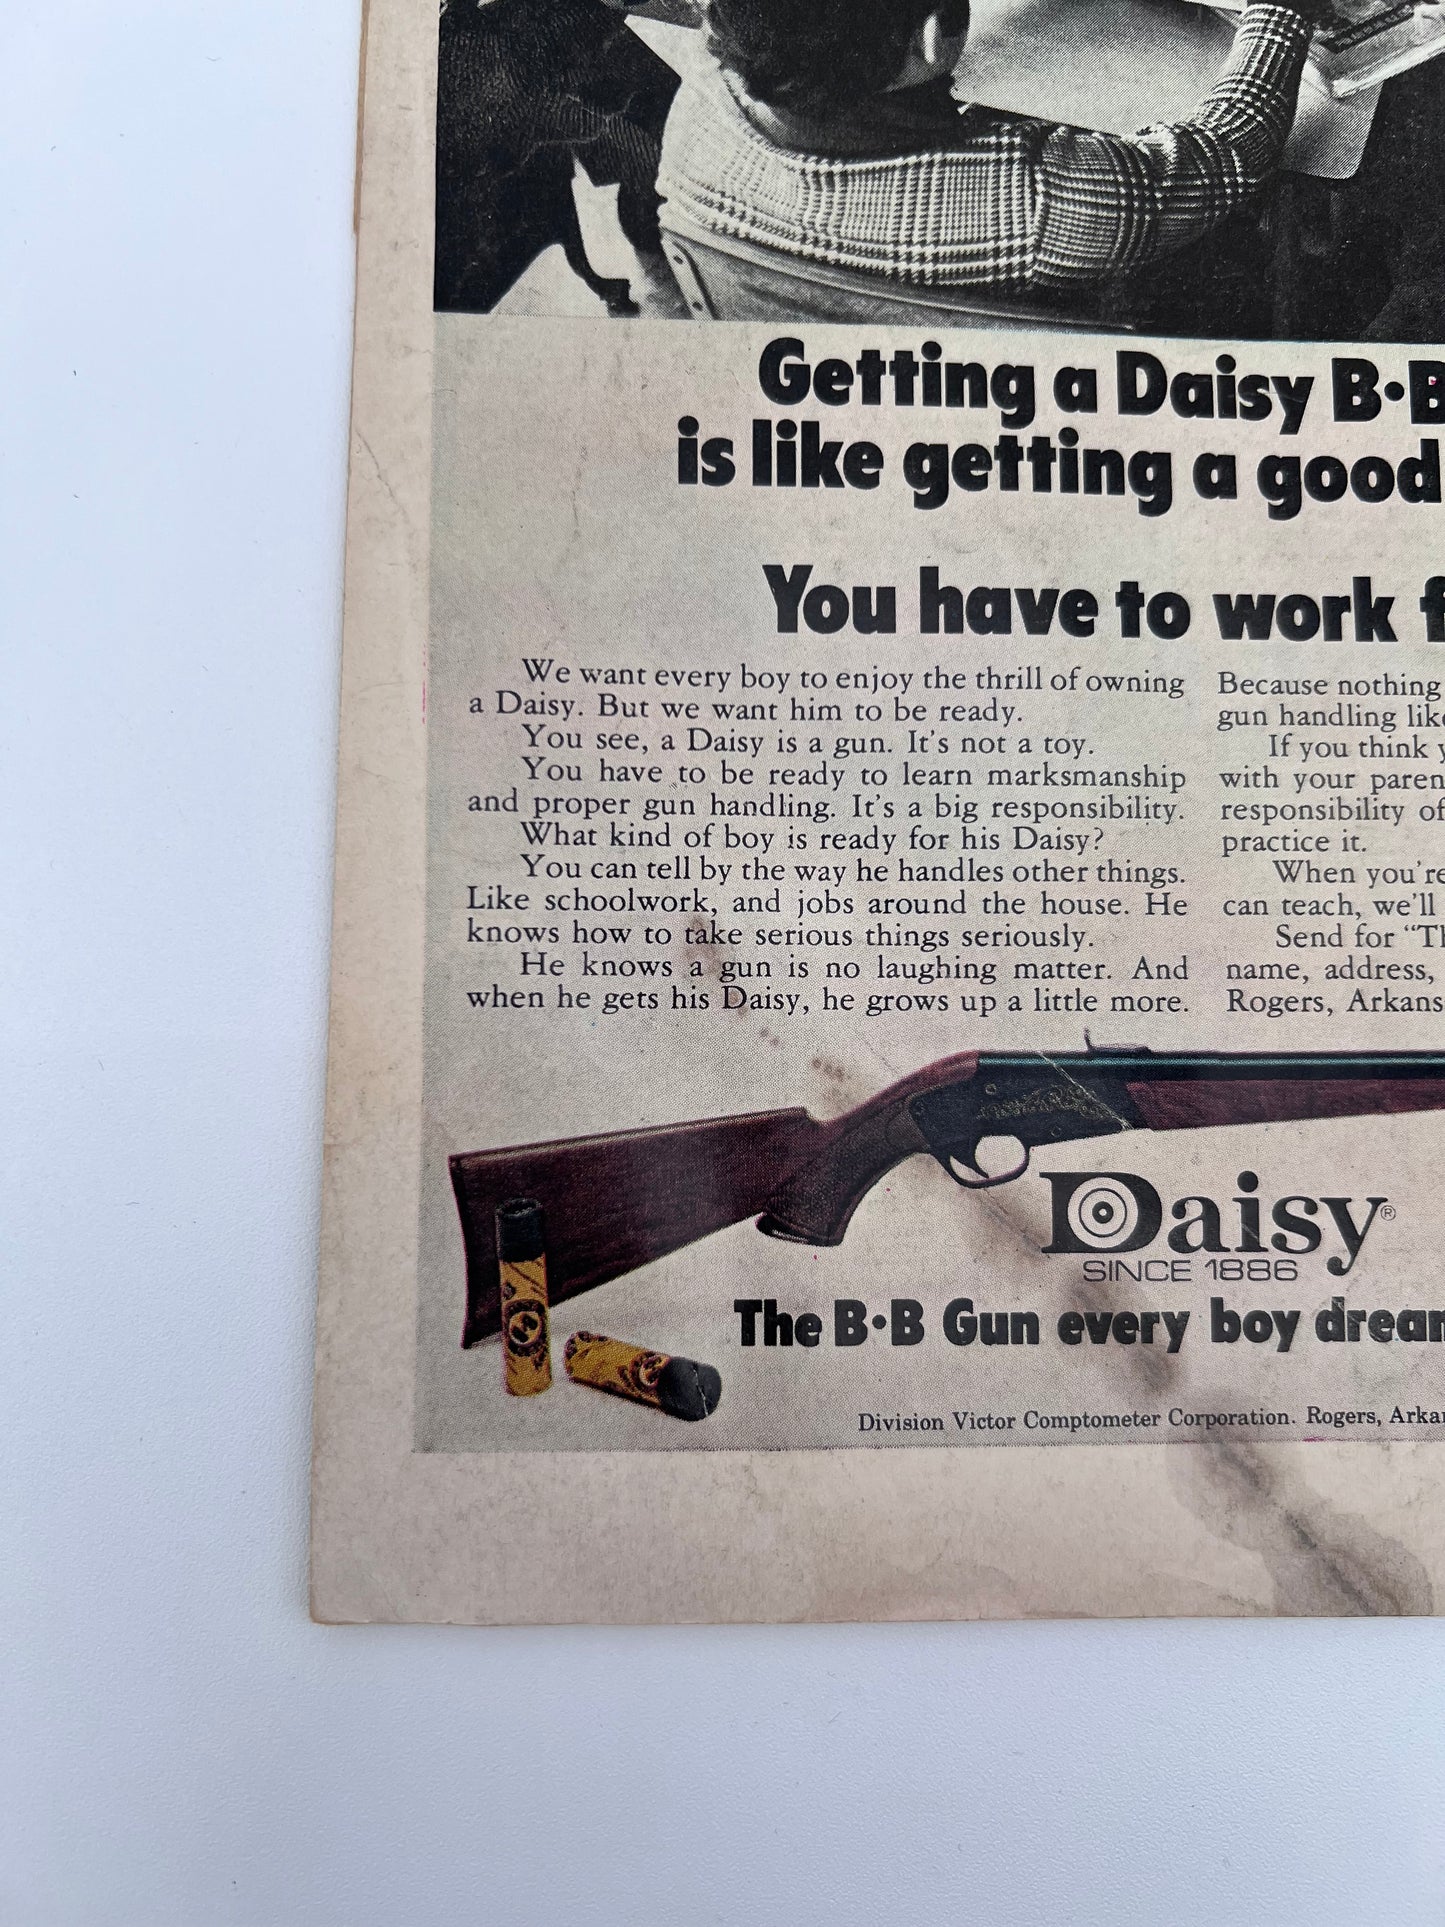 Getting a Daisy B•B
is like getting a good
You have to work
We want every boy to enjoy the thrill of owning
a Daisy. But we want him to be ready.
You see, a Daisy is a gun. It's not a toy.
You have to be ready to learn marksmanship
and proper gun handling. It's a big responsibility.
What kind of boy is ready for his Daisy?
You can tell by the way he handles other things.
Like schoolwork, and jobs around the house. He
knows how to take serious things seriously.
He knows a gun is no laughing matter. And
when he gets his Daisy, he grows up a little more.
Because nothing
gun handling
If you think
with your
responsibility of
practice it.
When you're
can teach, we'll
Send for
name, address,
Rogers,
Daisy®
SINCE 1886
The B•B Gun every boy
Division Victor Comptometer Corporation. Rogers,